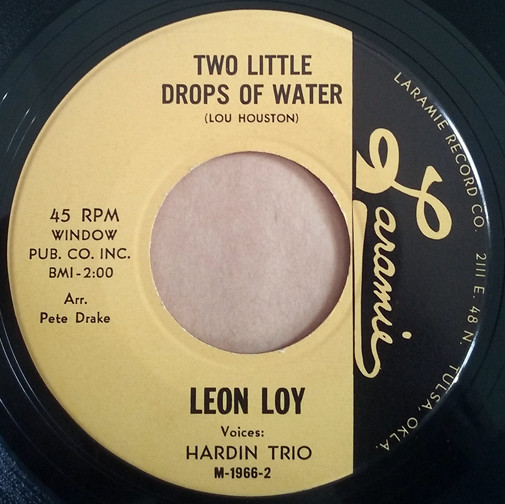 TWO LITTLE
DROPS OF WATER
(LOU HOUSTON)
45 RPM
WINDOW
PUB. CO. INC.
BMI-2:00
Arr.
Pete Drake
Laramie
LARAMIE RECORD CO. 2111 E. 48 N. TULSA, OKLA.
LEON LOY
Voices:
HARDIN TRIO
M-1966-2